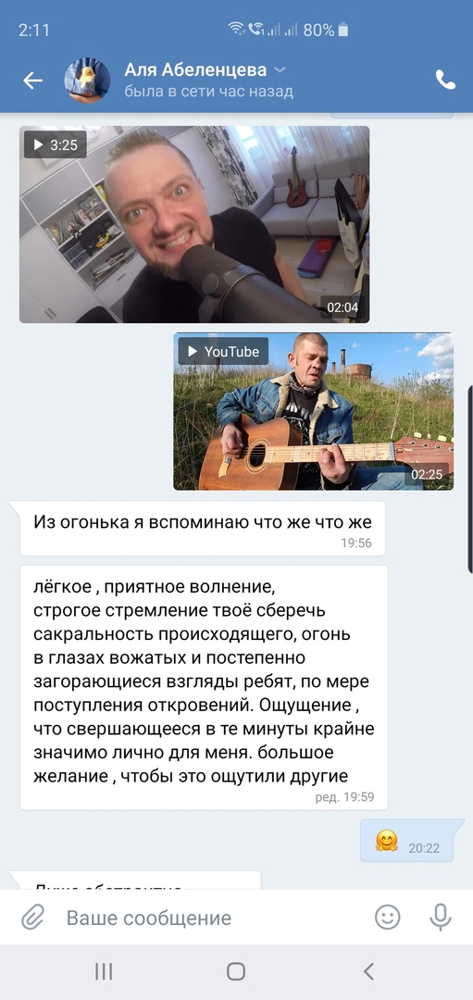 2:11
80%
Аля Абеленцева
была в сети час назад
3:25
02:04
YouTube
02:25
Из огонька я вспоминаю что же что же
19:56
лёгкое , приятное волнение,
строгое стремление твоё сберечь
сакральность происходящего, огонь
в глазах вожатых и постепенно
загорающиеся взгляды ребят, по мере
поступления откровений. Ощущение ,
что свершающееся в те минуты крайне
значимо лично для меня. большое
желание , чтобы это ощутили другие
ред. 19:59
20:22
Ваше сообщение